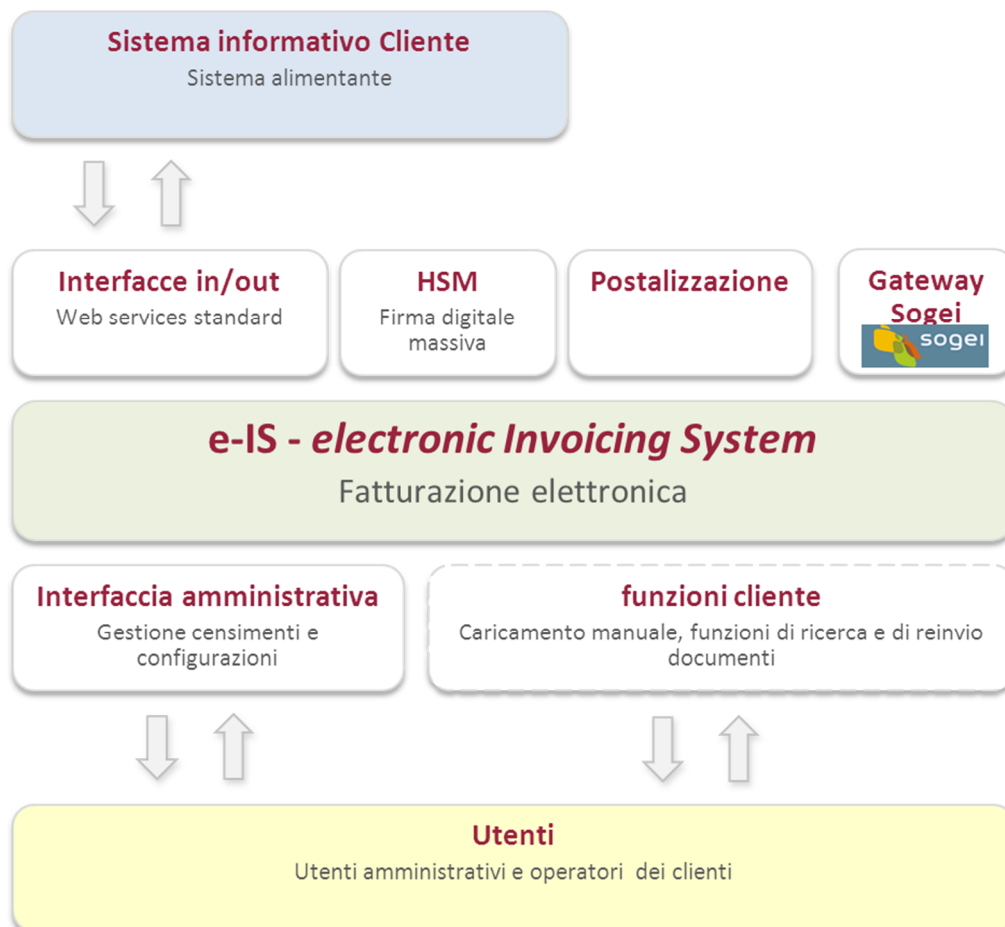 Sistema informativo Cliente
Sistema alimentante
Interfacce in/out
Web services standard
HSM
Firma digitale
massiva
Postalizzazione
Gateway
Sogei
sogei
e-IS - electronic Invoicing System
Fatturazione elettronica
Interfaccia amministrativa
Gestione censimenti e
configurazioni
funzioni cliente
Caricamento manuale, funzioni di ricerca e di reinvio
documenti
Utenti
Utenti amministrativi e operatori dei clienti